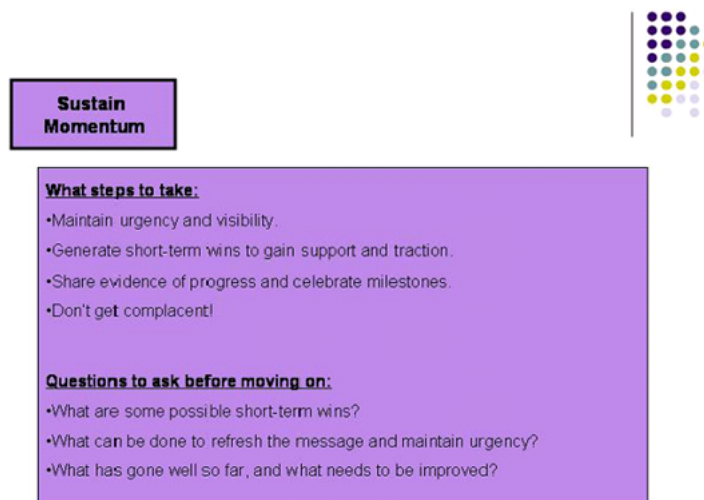 Sustain
Momentum
What steps to take:
•Maintain urgency and visibility.
•Generate short-term wins to gain support and traction.
•Share evidence of progress and celebrate milestones.
•Don't get complacent!
Questions to ask before moving on:
•What are some possible short-term wins?
•What can be done to refresh the message and maintain urgency?
•What has gone well so far, and what needs to be improved?